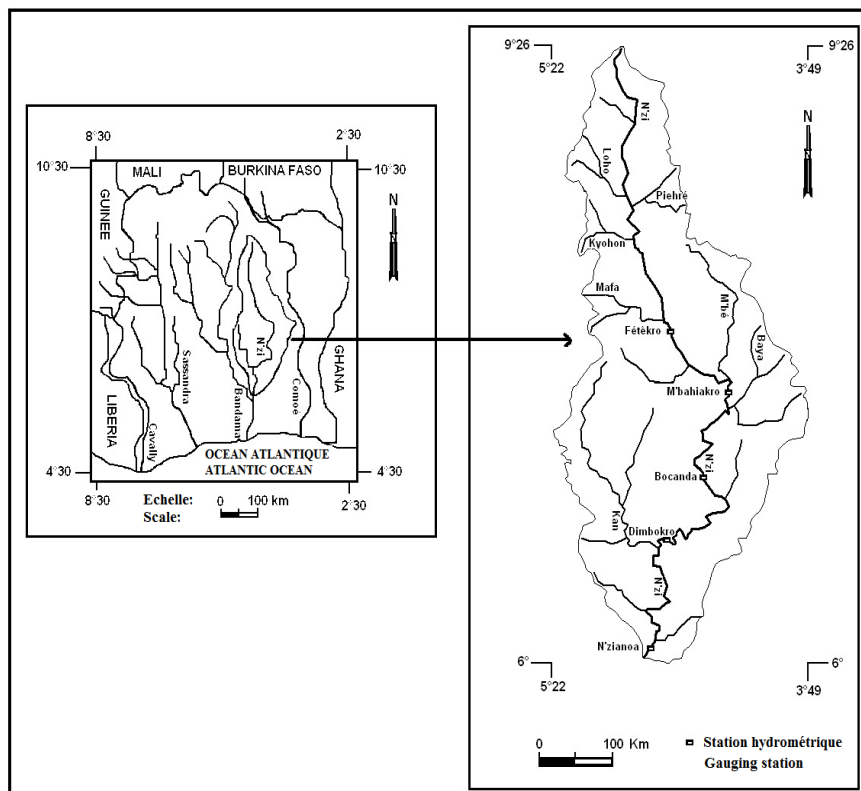 8°30
2°30
10°30
10°30
MALI
BURKINA FASO
N
GUINEE
N'zi
Sassandra
Bandama
Comoé
GHANA
LIBERIA
Cavally
OCEAN ATLANTIQUE
ATLANTIC OCEAN
4°30
4°30
8°30
2°30
Echelle:
Scale:
0 100 km
9°26
9°26
5°22
3°49
N
N'zi
Loho
Piehré
Kyohon
Mafa
M'bé
Fétèkro
Baya
M'bahiakro
N'zi
Bocanda
Kan
Dimbokro
N'zi
N'zianoa
6°
6°
5°22
3°49
0 100 Km
Station hydrométrique
Gauging station